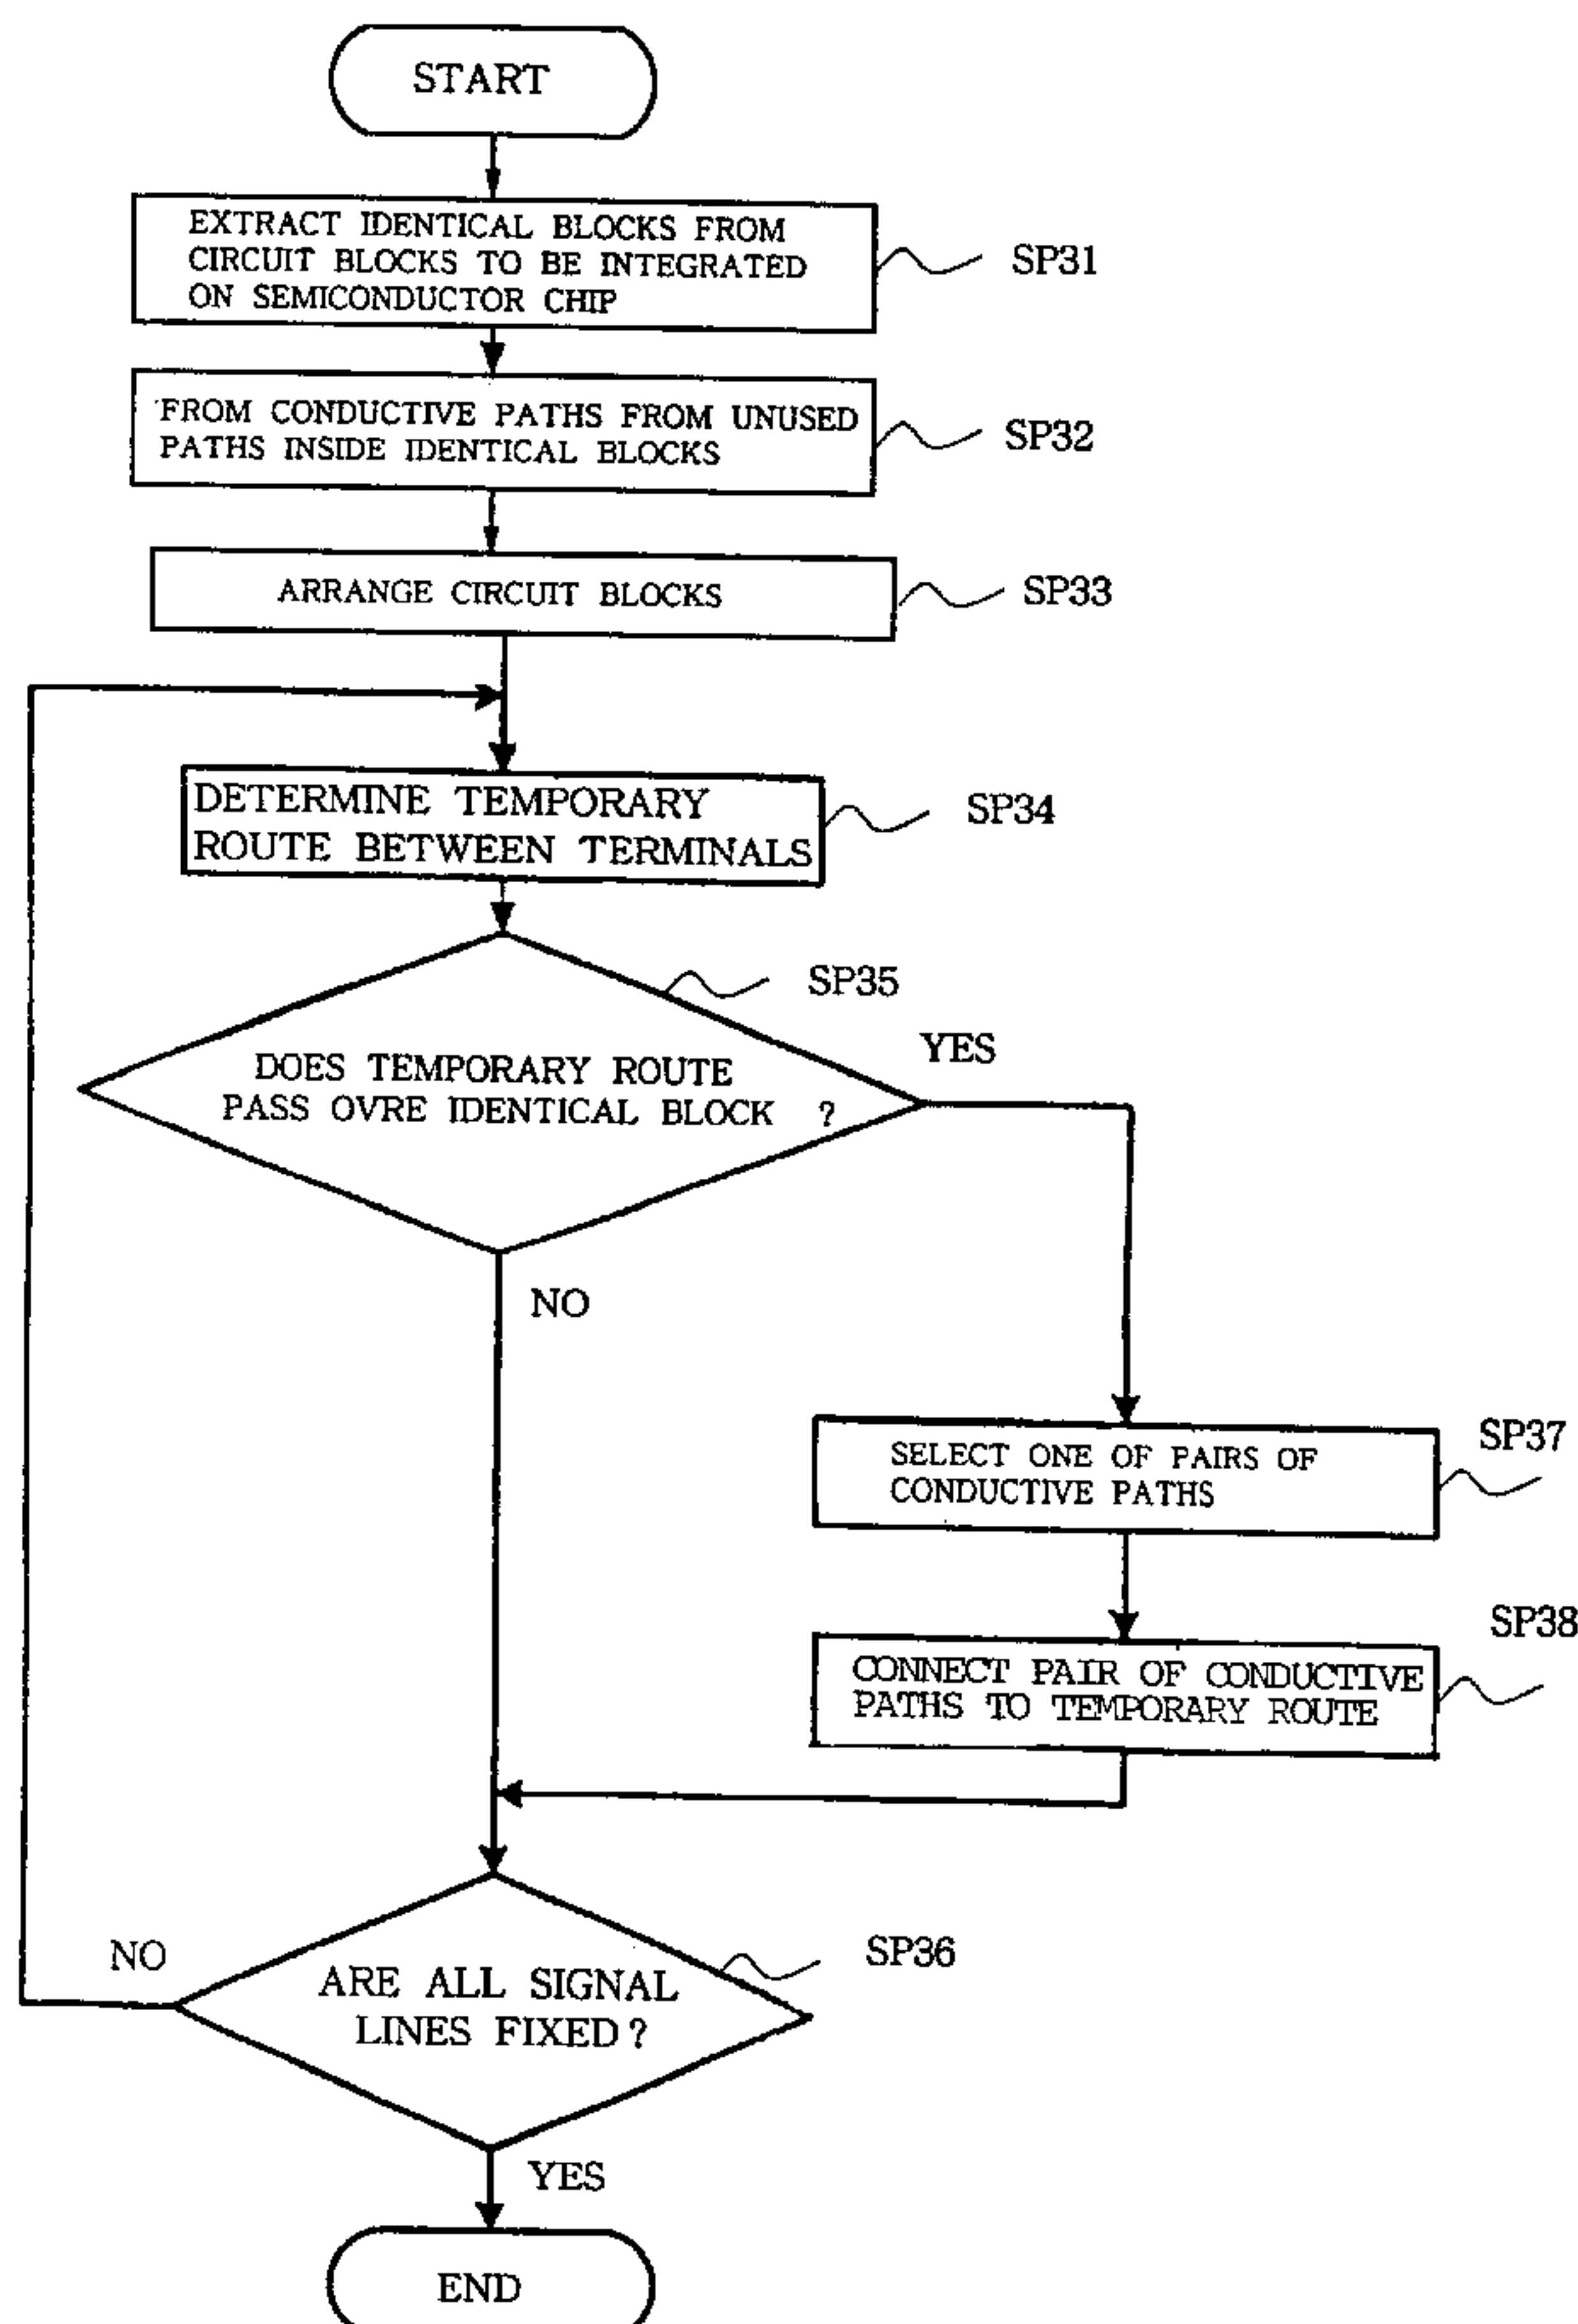 START
EXTRACT IDENTICAL BLOCKS FROM
CIRCUIT BLOCKS TO BE INTEGRATED
ON SEMICONDUCTOR CHIP
SP31
FROM CONDUCTIVE PATHS FROM UNUSED
PATHS INSIDE IDENTICAL BLOCKS
SP32
ARRANGE CIRCUIT BLOCKS
SP33
DETERMINE TEMPORARY
ROUTE BETWEEN TERMINALS
SP34
SP35
DOES TEMPORARY ROUTE
PASS OVRE IDENTICAL BLOCK ?
YES
NO
SELECT ONE OF PAIRS OF
CONDUCTIVE PATHS
SP37
CONNECT PAIR OF CONDUCTIVE
PATHS TO TEMPORARY ROUTE
SP38
SP36
NO
ARE ALL SIGNAL
LINES FIXED ?
YES
END